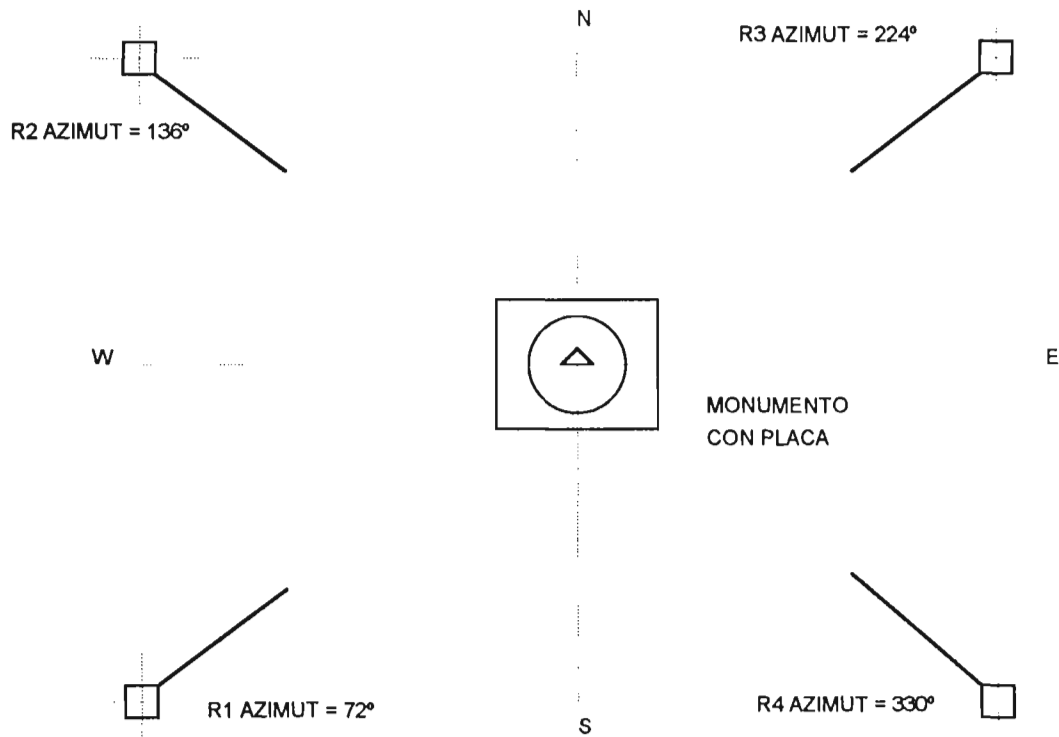 N
R3 AZIMUT = 224º
R2 AZIMUT = 136º
W
E
MONUMENTO
CON PLACA
R1 AZIMUT = 72º
R4 AZIMUT = 330º
S